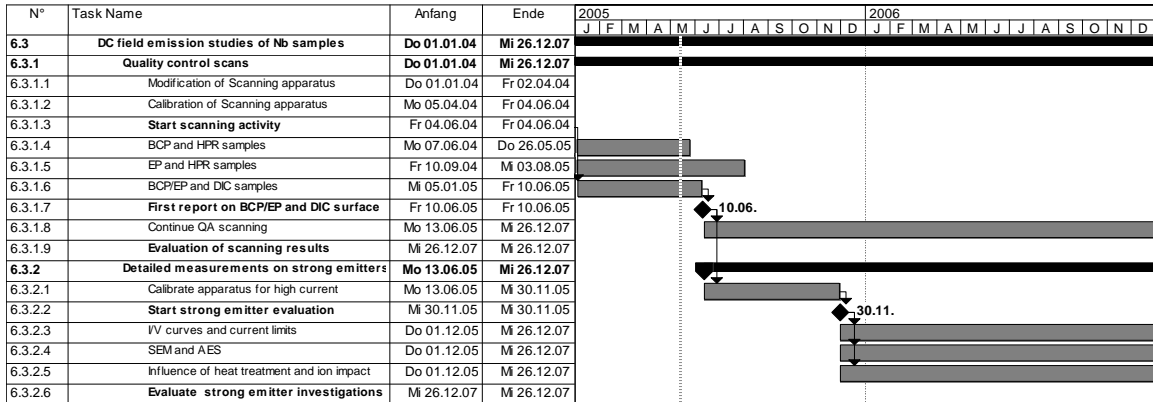 N° Task Name Anfang Ende 2005 2006
J F M A M J J A S O N D J F M A M J J A S O N D
6.3 DC field emission studies of Nb samples Do 01.01.04 Mi 26.12.07
6.3.1 Quality control scans Do 01.01.04 Mi 26.12.07
6.3.1.1 Modification of Scanning apparatus Do 01.01.04 Fr 02.04.04
6.3.1.2 Calibration of Scanning apparatus Mo 05.04.04 Fr 04.06.04
6.3.1.3 Start scanning activity Fr 04.06.04 Fr 04.06.04
6.3.1.4 BCP and HPR samples Mo 07.06.04 Do 26.05.05
6.3.1.5 EP and HPR samples Fr 10.09.04 Mi 03.08.05
6.3.1.6 BCP/EP and DIC samples Mi 05.01.05 Fr 10.06.05
6.3.1.7 First report on BCP/EP and DIC surface Fr 10.06.05 Fr 10.06.05 10.06.
6.3.1.8 Continue QA scanning Mo 13.06.05 Mi 26.12.07
6.3.1.9 Evaluation of scanning results Mi 26.12.07 Mi 26.12.07
6.3.2 Detailed measurements on strong emitters Mo 13.06.05 Mi 26.12.07
6.3.2.1 Calibrate apparatus for high current Mo 13.06.05 Mi 30.11.05
6.3.2.2 Start strong emitter evaluation Mi 30.11.05 Mi 30.11.05 30.11.
6.3.2.3 I/V curves and current limits Do 01.12.05 Mi 26.12.07
6.3.2.4 SEM and AES Do 01.12.05 Mi 26.12.07
6.3.2.5 Influence of heat treatment and ion impact Do 01.12.05 Mi 26.12.07
6.3.2.6 Evaluate strong emitter investigations Mi 26.12.07 Mi 26.12.07